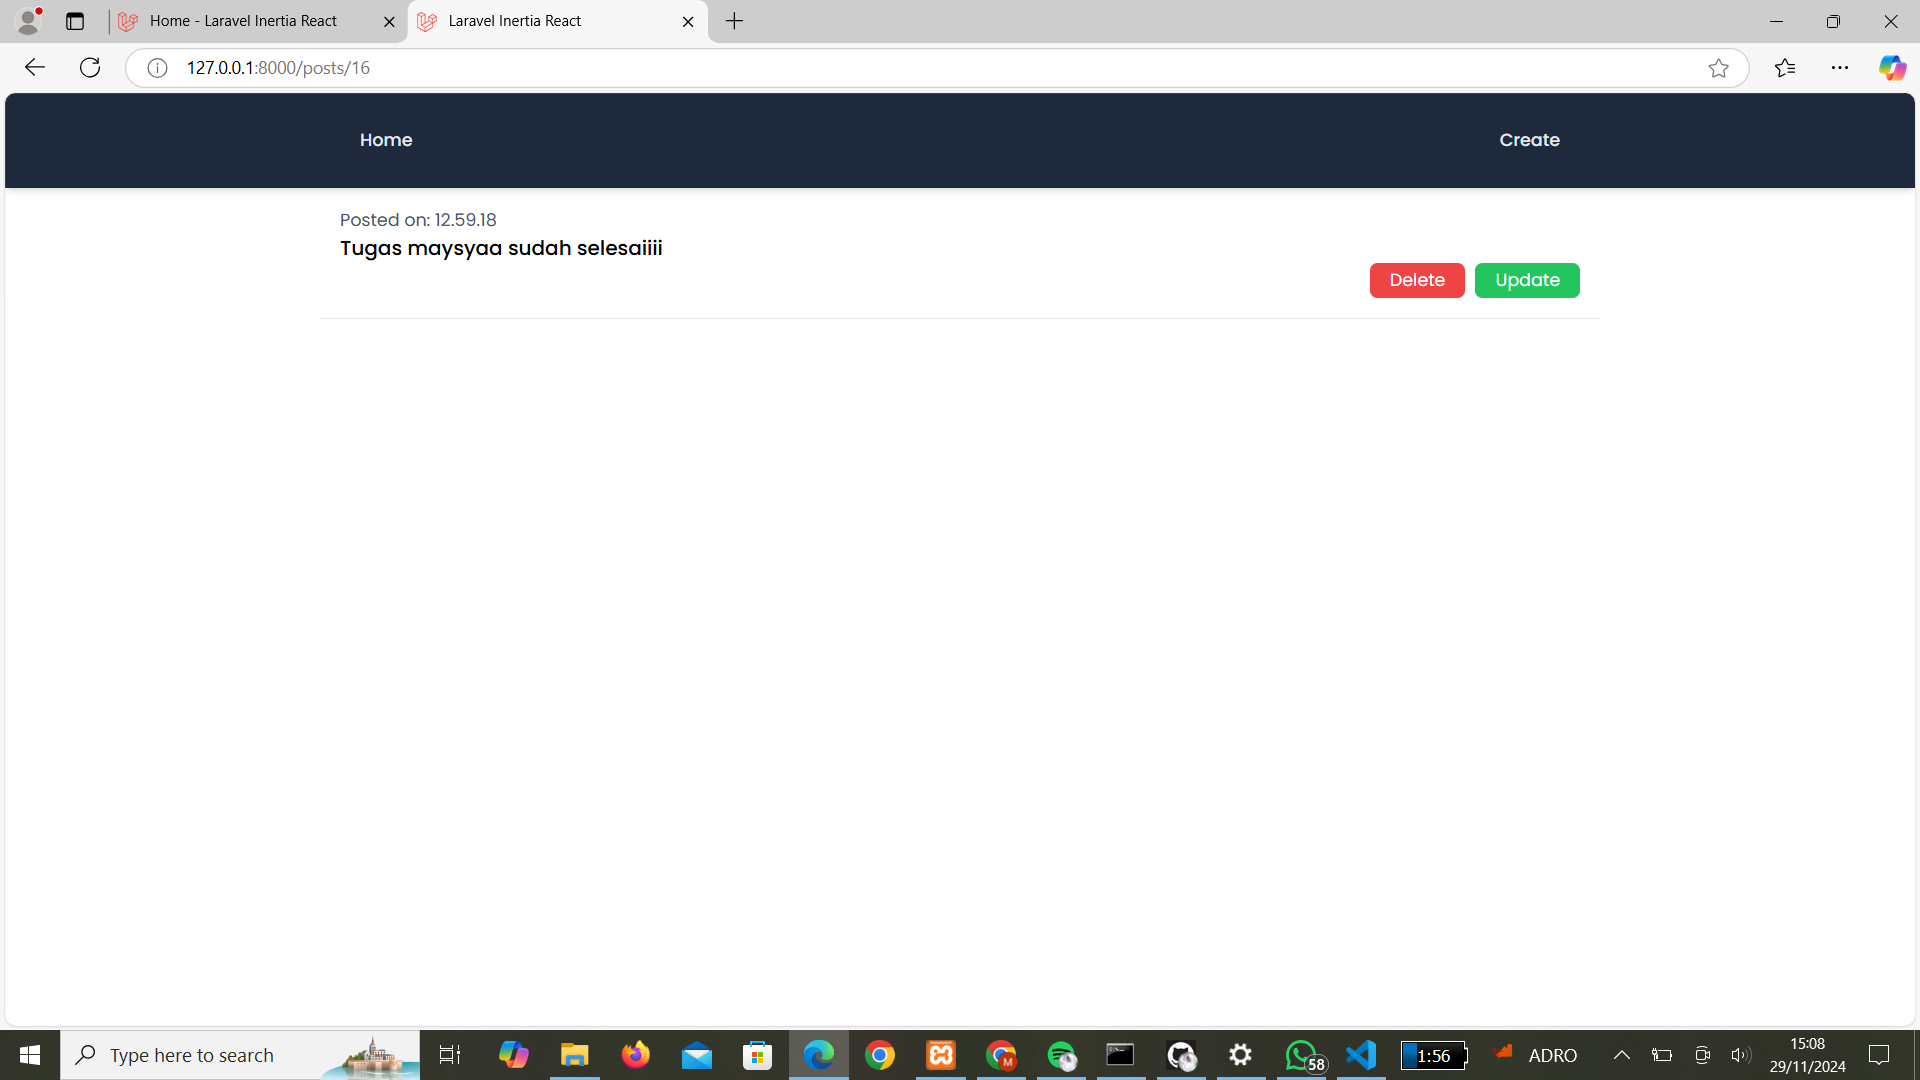 Home - Laravel Inertia React
Laravel Inertia React
127.0.0.1:8000/posts/16
Home
Create
Posted on: 12.59.18
Tugas maysyaa sudah selesaiiii
Delete
Update
Type here to search
M
58
1:56
ADRO
15:08
29/11/2024